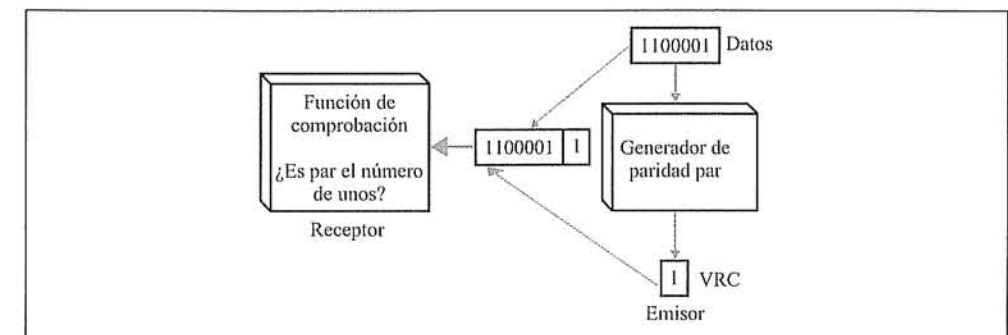 1100001 Datos
Función de
comprobación
¿Es par el número
de unos?
Receptor
1100001 1
Generador de
paridad par
1 VRC
Emisor